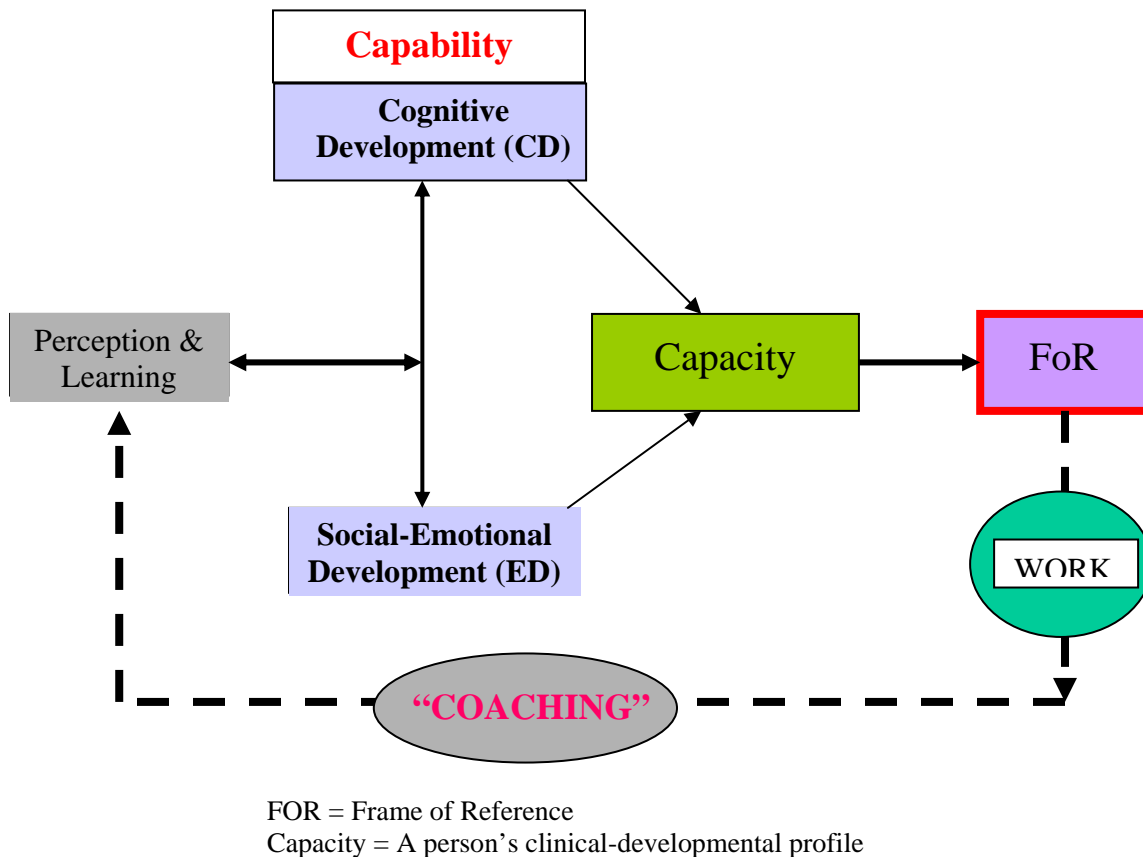 Capability
Cognitive
Development (CD)
Perception &
Learning
Capacity
FoR
Social-Emotional
Development (ED)
WORK
“COACHING”
FOR = Frame of Reference
Capacity = A person’s clinical-developmental profile